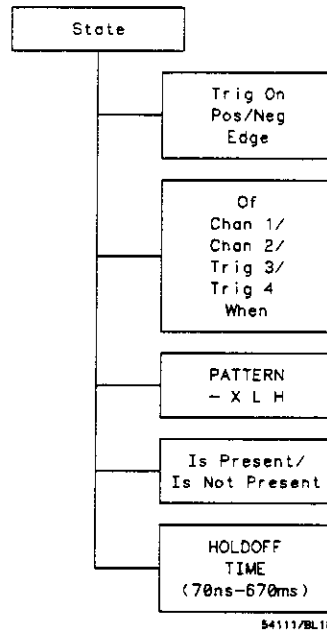 State
Trig On
Pos/Neg
Edge
Of
Chan 1/
Chan 2/
Trig 3/
Trig 4
When
PATTERN
- X L H
Is Present/
Is Not Present
HOLDOFF
TIME
(70ns-670ms)
54111/BL18